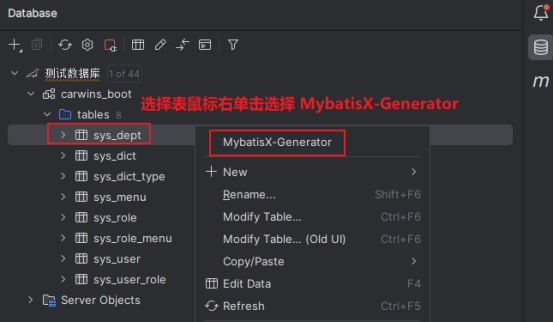 Database
测试数据库 1 of 44
carwins_boot
选择表鼠标右单击选择 MybatisX-Generator
tables 8
sys_dept
MybatisX-Generator
sys_dict
sys_dict_type
New
sys_menu
Rename... Shift+F6
sys_role
Modify Table... Ctrl+F6
sys_role_menu
Modify Table... (Old UI) Ctrl+F6
sys_user
Copy/Paste
sys_user_role
Edit Data F4
Server Objects
Refresh Ctrl+F5
m